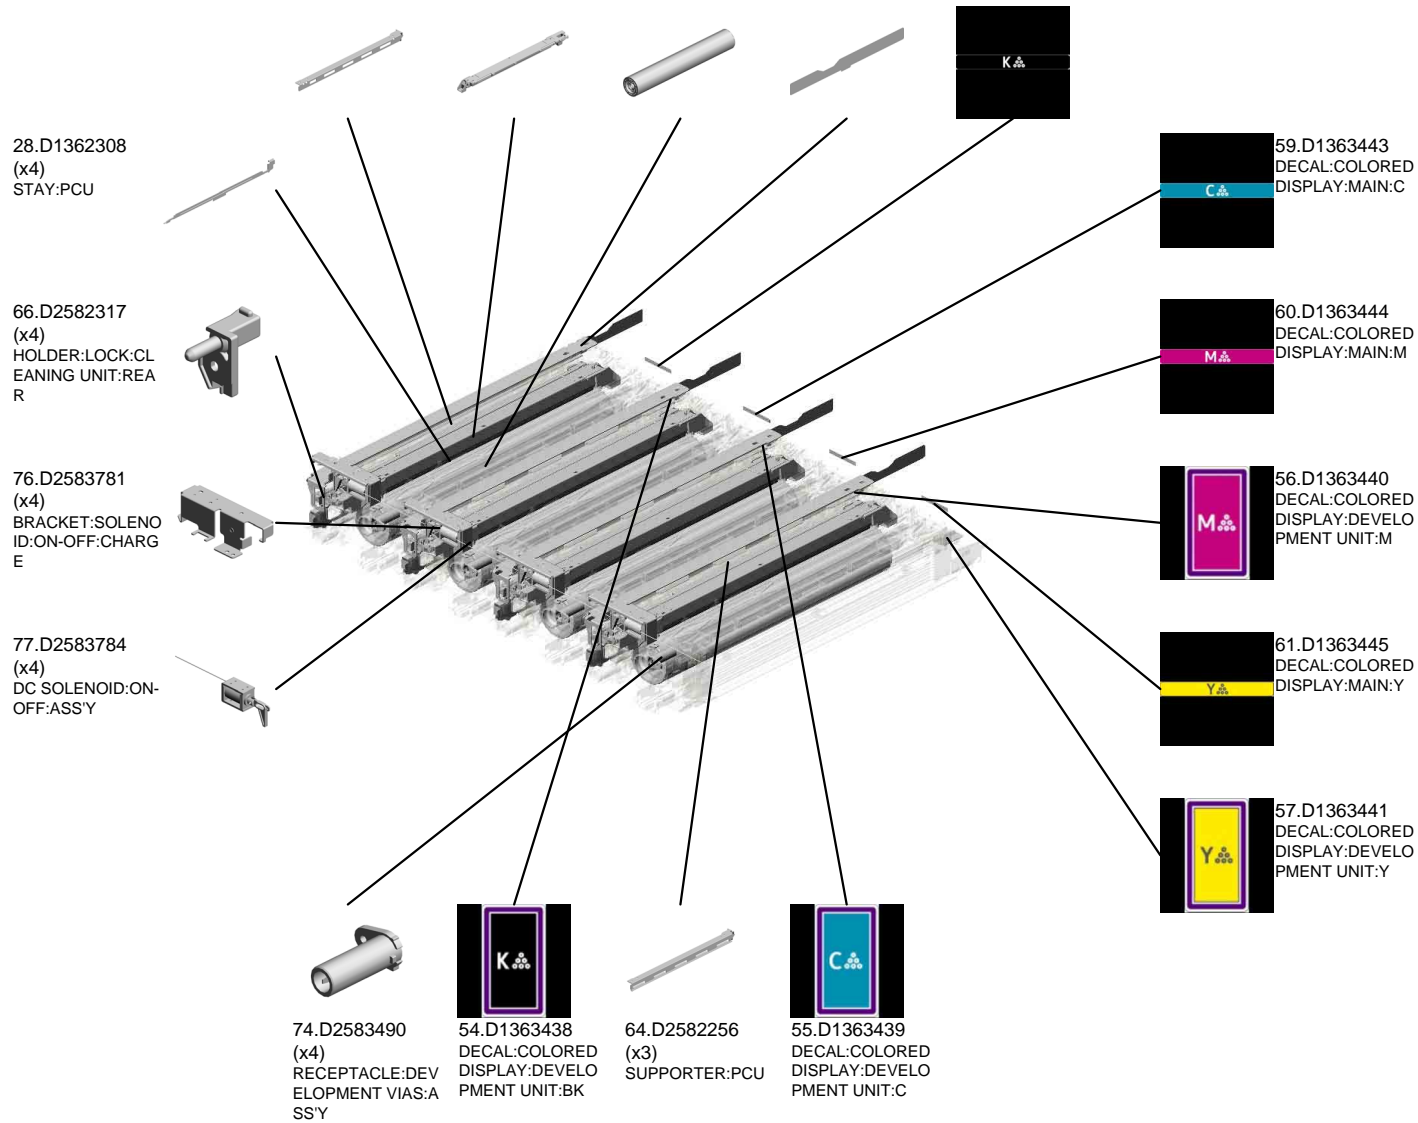 K
28.D1362308
(x4)
STAY:PCU
59.D1363443
DECAL:COLORED
DISPLAY:MAIN:C
C
66.D2582317
(x4)
HOLDER:LOCK:CL
EANING UNIT:REA
R
60.D1363444
DECAL:COLORED
DISPLAY:MAIN:M
M
76.D2583781
(x4)
BRACKET:SOLENO
ID:ON-OFF:CHARG
E
56.D1363440
DECAL:COLORED
DISPLAY:DEVELO
PMENT UNIT:M
M
77.D2583784
(x4)
DC SOLENOID:ON-
OFF:ASS'Y
61.D1363445
DECAL:COLORED
DISPLAY:MAIN:Y
Y
57.D1363441
DECAL:COLORED
DISPLAY:DEVELO
PMENT UNIT:Y
Y
K
C
74.D2583490
(x4)
RECEPTACLE:DEV
ELOPMENT VIAS:A
SS'Y
54.D1363438
DECAL:COLORED
DISPLAY:DEVELO
PMENT UNIT:BK
64.D2582256
(x3)
SUPPORTER:PCU
55.D1363439
DECAL:COLORED
DISPLAY:DEVELO
PMENT UNIT:C